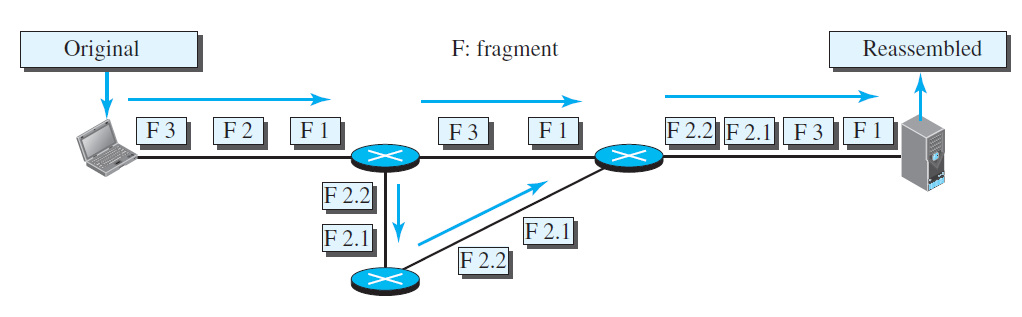 Original
F: fragment
Reassembled
F 3
F 2
F 1
F 3
F 1
F 2.2
F 2.1
F 3
F 1
F 2.2
F 2.1
F 2.1
F 2.2